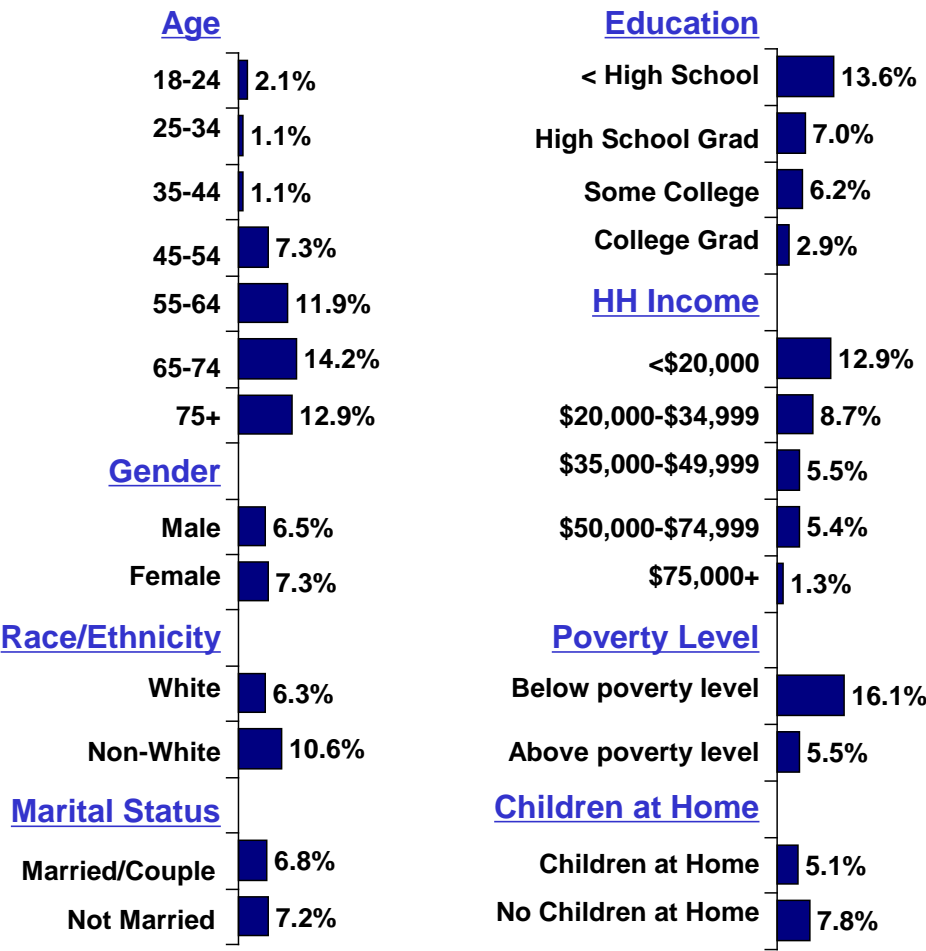 Age
18-24 2.1%
25-34 1.1%
35-44 1.1%
45-54 7.3%
55-64 11.9%
65-74 14.2%
75+ 12.9%
Gender
Male 6.5%
Female 7.3%
Race/Ethnicity
White 6.3%
Non-White 10.6%
Marital Status
Married/Couple 6.8%
Not Married 7.2%
Education
< High School 13.6%
High School Grad 7.0%
Some College 6.2%
College Grad 2.9%
HH Income
<$20,000 12.9%
$20,000-$34,999 8.7%
$35,000-$49,999 5.5%
$50,000-$74,999 5.4%
$75,000+ 1.3%
Poverty Level
Below poverty level 16.1%
Above poverty level 5.5%
Children at Home
Children at Home 5.1%
No Children at Home 7.8%